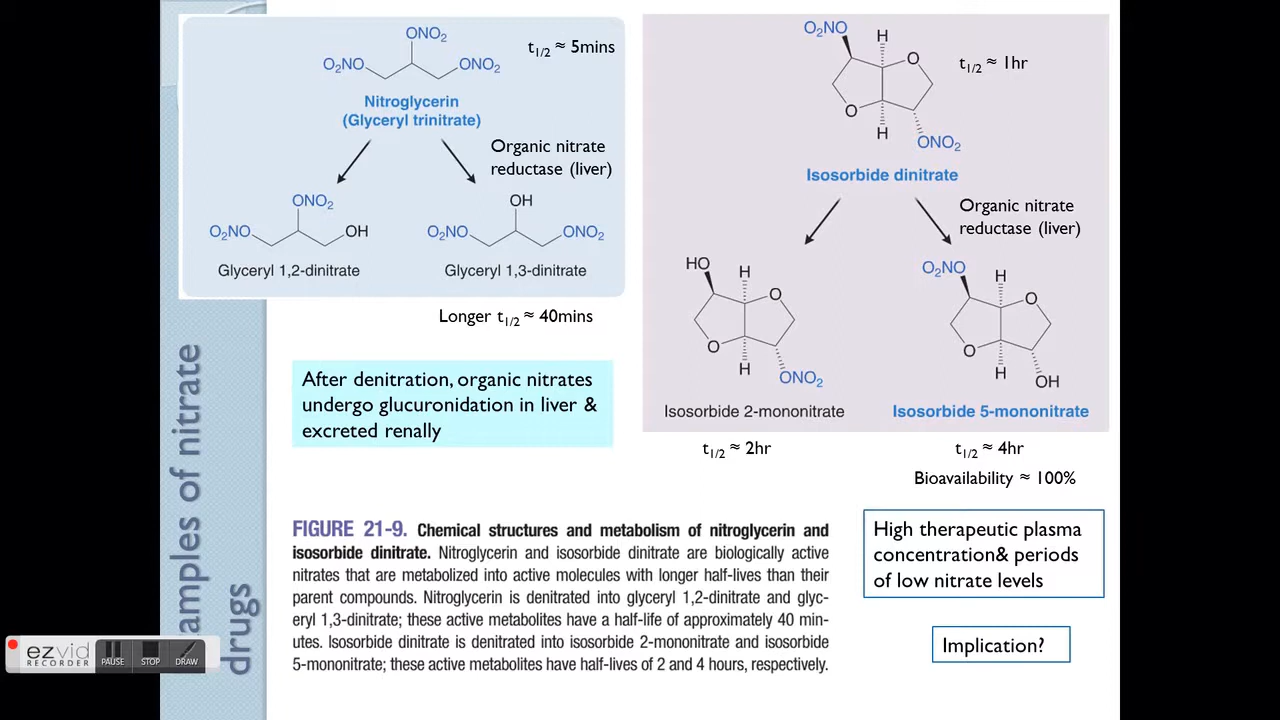 ONO2
O2NO
ONO2
t1/2 ≈ 5mins
Nitroglycerin
(Glyceryl trinitrate)
Organic nitrate
reductase (liver)
ONO2
O2NO
OH
Glyceryl 1,2-dinitrate
OH
O2NO
ONO2
Glyceryl 1,3-dinitrate
Longer t1/2 ≈ 40mins
O2NO
H
O
O
H
ONO2
t1/2 ≈ 1hr
Isosorbide dinitrate
Organic nitrate
reductase (liver)
HO
H
O
O
H
ONO2
Isosorbide 2-mononitrate
t1/2 ≈ 2hr
O2NO
H
O
O
H
OH
Isosorbide 5-mononitrate
t1/2 ≈ 4hr
Bioavailability ≈ 100%
After denitration, organic nitrates
undergo glucuronidation in liver &
excreted renally
FIGURE 21-9. Chemical structures and metabolism of nitroglycerin and
isosorbide dinitrate. Nitroglycerin and isosorbide dinitrate are biologically active
nitrates that are metabolized into active molecules with longer half-lives than their
parent compounds. Nitroglycerin is denitrated into glyceryl 1,2-dinitrate and glyc-
eryl 1,3-dinitrate; these active metabolites have a half-life of approximately 40 min-
utes. Isosorbide dinitrate is denitrated into isosorbide 2-mononitrate and isosorbide
5-mononitrate; these active metabolites have half-lives of 2 and 4 hours, respectively.
High therapeutic plasma
concentration& periods
of low nitrate levels
Implication?
amples of nitrate
drugs
ezvid
RECORDER
PAUSE
STOP
DRAW